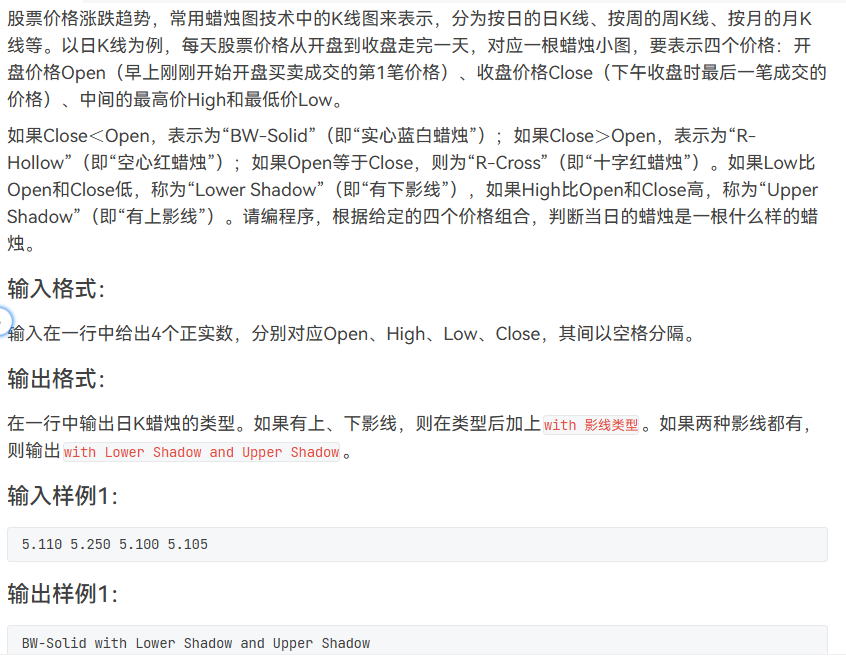 股票价格涨跌趋势，常用蜡烛图技术中的K线图来表示，分为按日的日K线、按周的周K线、按月的月K
线等。以日K线为例，每天股票价格从开盘到收盘走完一天，对应一根蜡烛小图，要表示四个价格：开
盘价格Open（早上刚刚开始开盘买卖成交的第1笔价格）、收盘价格Close（下午收盘时最后一笔成交的
价格）、中间的最高价High和最低价Low。
如果Close＜Open，表示为“BW-Solid”（即“实心蓝白蜡烛”）；如果Close＞Open，表示为“R-
Hollow”（即“空心红蜡烛”）；如果Open等于Close，则为“R-Cross”（即“十字红蜡烛”）。如果Low比
Open和Close低，称为“Lower Shadow”（即“有下影线”），如果High比Open和Close高，称为“Upper
Shadow”（即“有上影线”）。请编程序，根据给定的四个价格组合，判断当日的蜡烛是一根什么样的蜡
烛。
输入格式：
输入在一行中给出4个正实数，分别对应Open、High、Low、Close，其间以空格分隔。
输出格式：
在一行中输出日K蜡烛的类型。如果有上、下影线，则在类型后加上with 影线类型。如果两种影线都有，
则输出with Lower Shadow and Upper Shadow。
输入样例1：
5.110 5.250 5.100 5.105
输出样例1：
BW-Solid with Lower Shadow and Upper Shadow